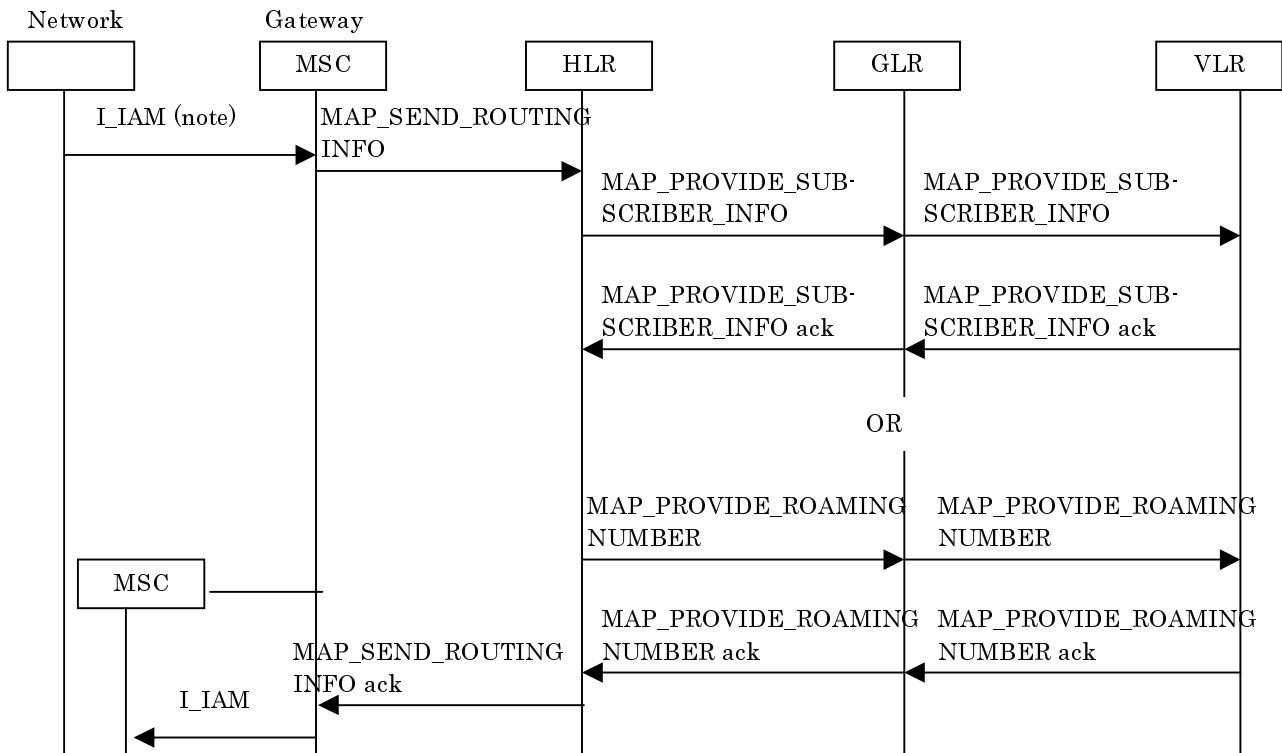 Network
Gateway
MSC
HLR
GLR
VLR
I_IAM (note)
MAP_SEND_ROUTING
INFO
MAP_PROVIDE_SUB-
SCRIBER_INFO
MAP_PROVIDE_SUB-
SCRIBER_INFO
MAP_PROVIDE_SUB-
SCRIBER_INFO ack
MAP_PROVIDE_SUB-
SCRIBER_INFO ack
OR
MAP_PROVIDE_ROAMING
NUMBER
MAP_PROVIDE_ROAMING
NUMBER
MSC
MAP_PROVIDE_ROAMING
NUMBER ack
MAP_PROVIDE_ROAMING
NUMBER ack
MAP_SEND_ROUTING
INFO ack
I_IAM